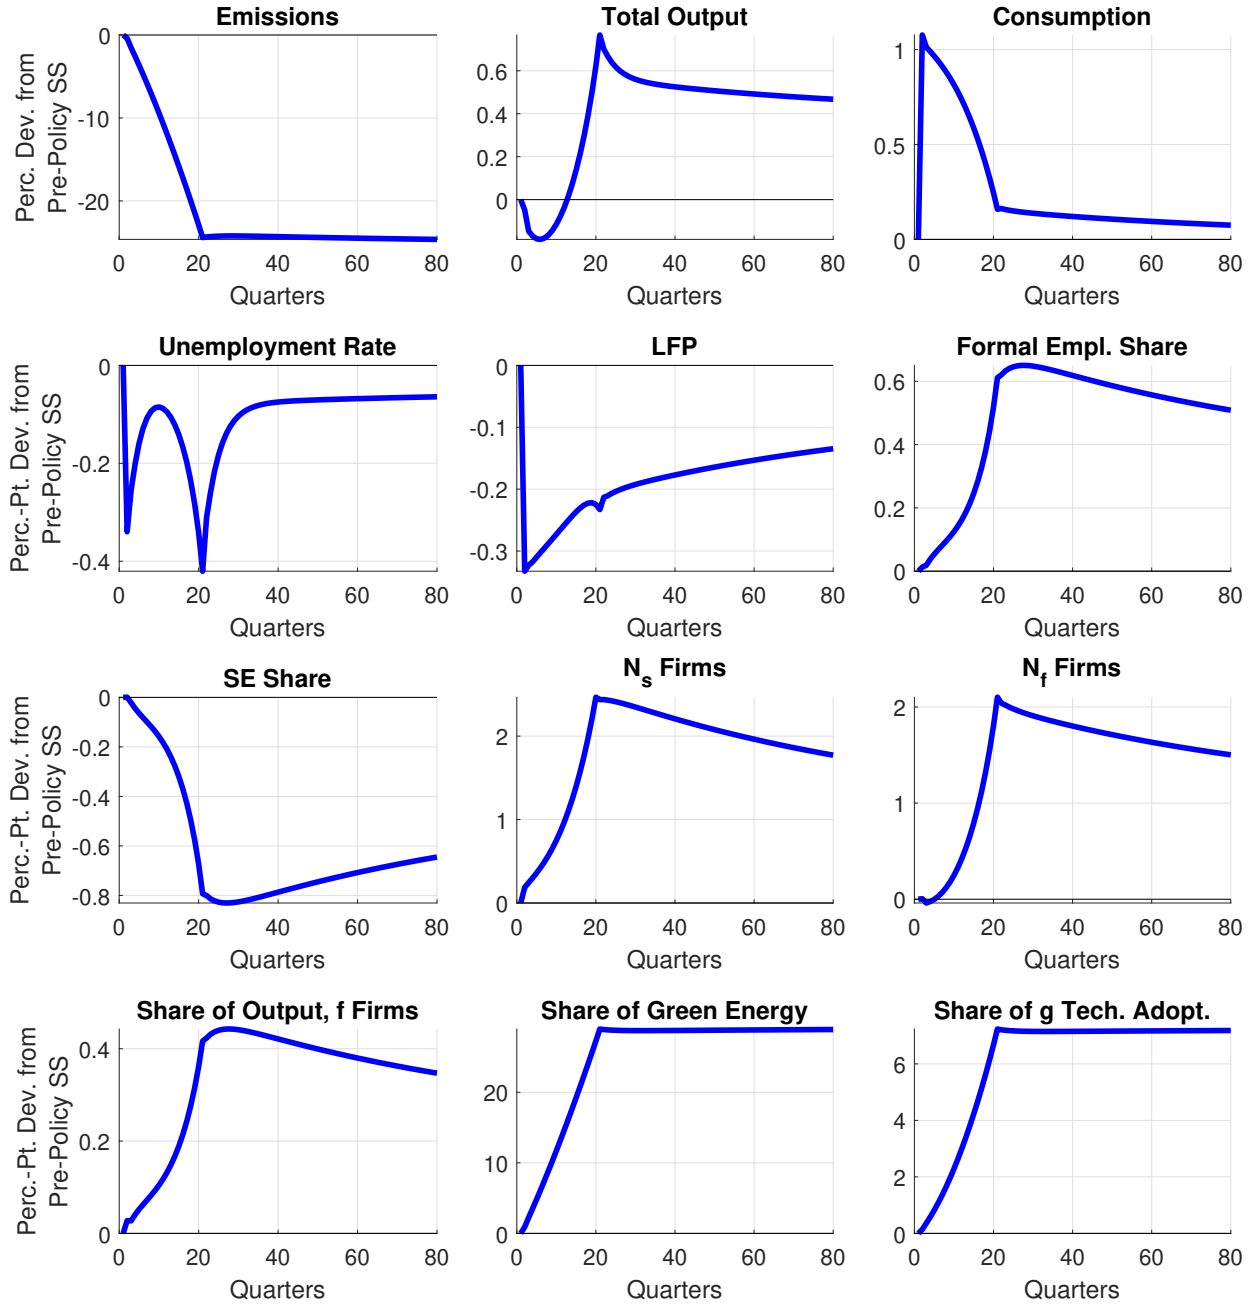 Emissions
Total Output
Consumption
Perc. Dev. from
Pre-Policy SS
0
-10
-20
0 20 40 60 80
Quarters
0.6
0.4
0.2
0
0 20 40 60 80
Quarters
1
0.5
0
0 20 40 60 80
Quarters
Unemployment Rate
LFP
Formal Empl. Share
Perc.-Pt. Dev. from
Pre-Policy SS
0
-0.2
-0.4
0 20 40 60 80
Quarters
0
-0.1
-0.2
-0.3
0 20 40 60 80
Quarters
0.6
0.4
0.2
0
0 20 40 60 80
Quarters
SE Share
N_s Firms
N_f Firms
Perc.-Pt. Dev. from
Pre-Policy SS
0
-0.2
-0.4
-0.6
-0.8
0 20 40 60 80
Quarters
2
1
0
0 20 40 60 80
Quarters
2
1
0
0 20 40 60 80
Quarters
Share of Output, f Firms
Share of Green Energy
Share of g Tech. Adopt.
Perc.-Pt. Dev. from
Pre-Policy SS
0.4
0.2
0
0 20 40 60 80
Quarters
20
10
0
0 20 40 60 80
Quarters
6
4
2
0
0 20 40 60 80
Quarters